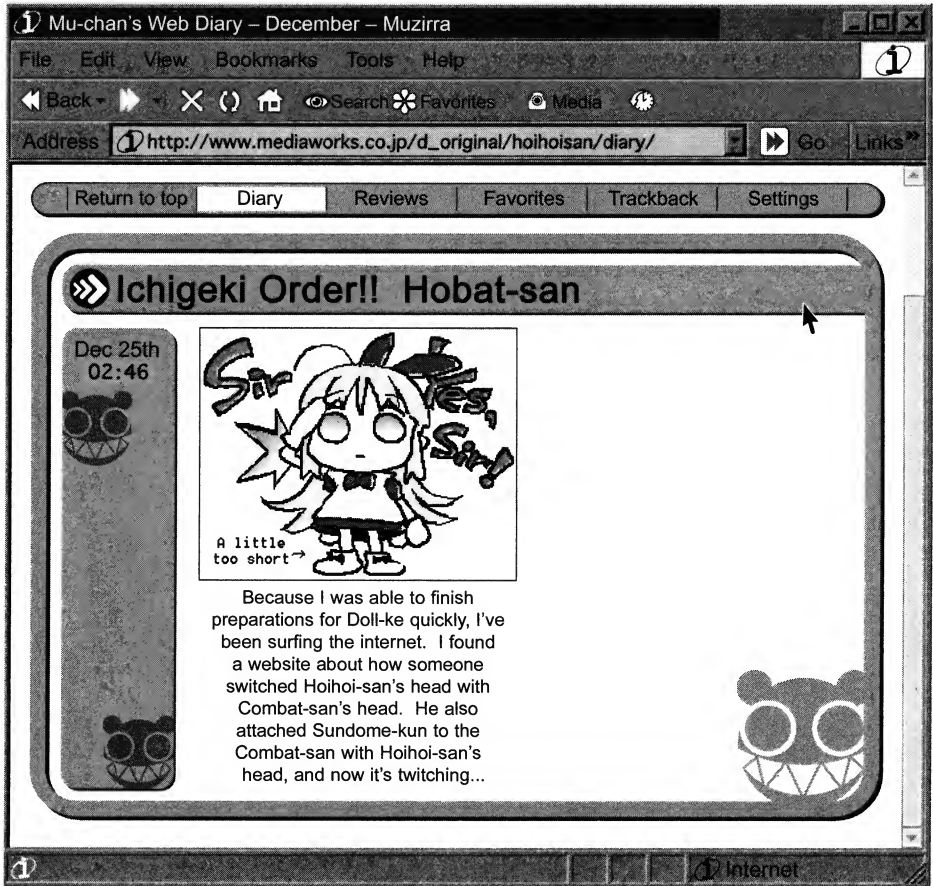 Mu-chan's Web Diary – December – Muzirra
File Edit View Bookmarks Tools Help
Back Search Favorites Media
Address http://www.mediaworks.co.jp/d_original/hoihoisan/diary/ Go Links
Return to top Diary Reviews Favorites Trackback Settings
Ichigeki Order!! Hobat-san
Dec 25th
02:46
Sir
Yes,
Sir!
A little
too short→
Because I was able to finish
preparations for Doll-ke quickly, I've
been surfing the internet. I found
a website about how someone
switched Hoihoi-san's head with
Combat-san's head. He also
attached Sundome-kun to the
Combat-san with Hoihoi-san's
head, and now it's twitching...
Internet